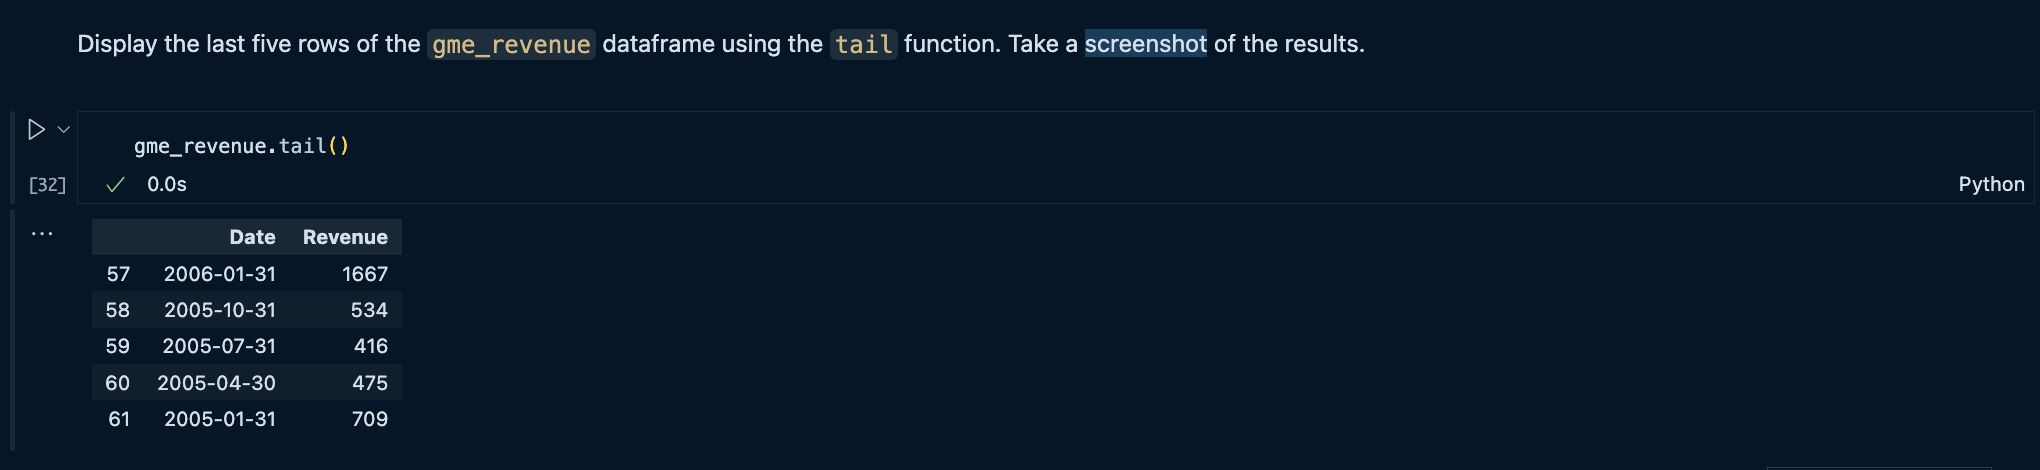 Display the last five rows of the gme_revenue dataframe using the tail function. Take a screenshot of the results.
gme_revenue.tail()
[32] 0.0s Python
...
Date Revenue
57 2006-01-31 1667
58 2005-10-31 534
59 2005-07-31 416
60 2005-04-30 475
61 2005-01-31 709